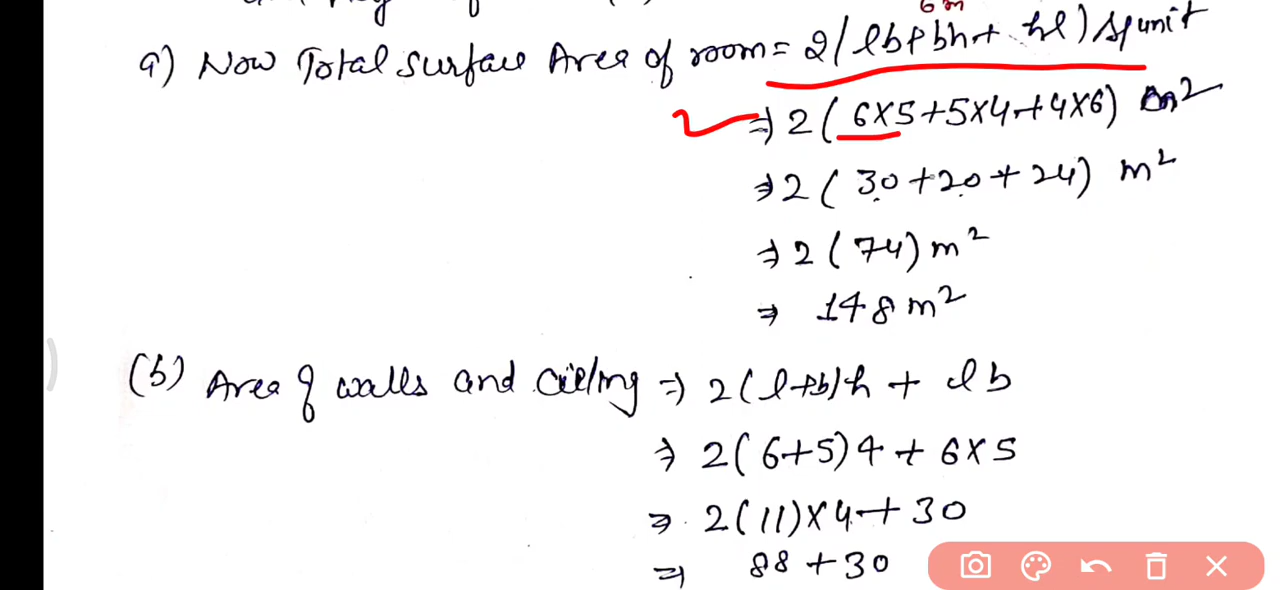 6 m
a) Now Total surface Area of room = 2(lb+bh+hl) sq unit
⇒ 2(6×5+5×4+4×6) m²
⇒ 2(30+20+24) m²
⇒ 2(74) m²
⇒ 148 m²
(b) Area of walls and ceiling ⇒ 2(l+b)h + lb
⇒ 2(6+5)4 + 6×5
⇒ 2(11)×4 + 30
⇒ 88 + 30